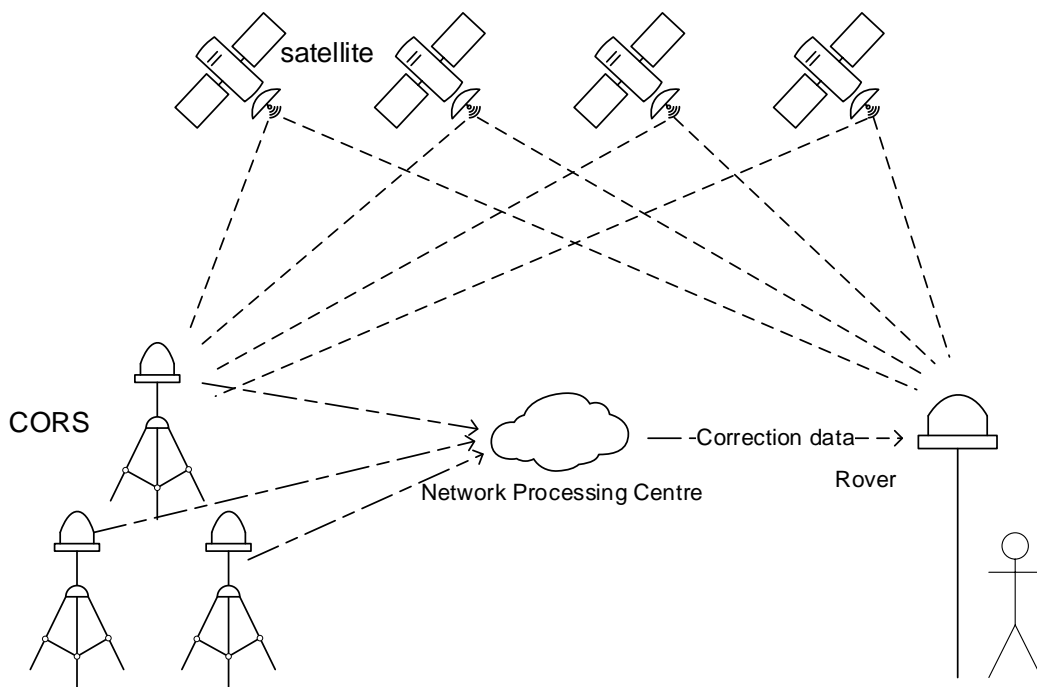 satellite
CORS
Correction data
Network Processing Centre
Rover